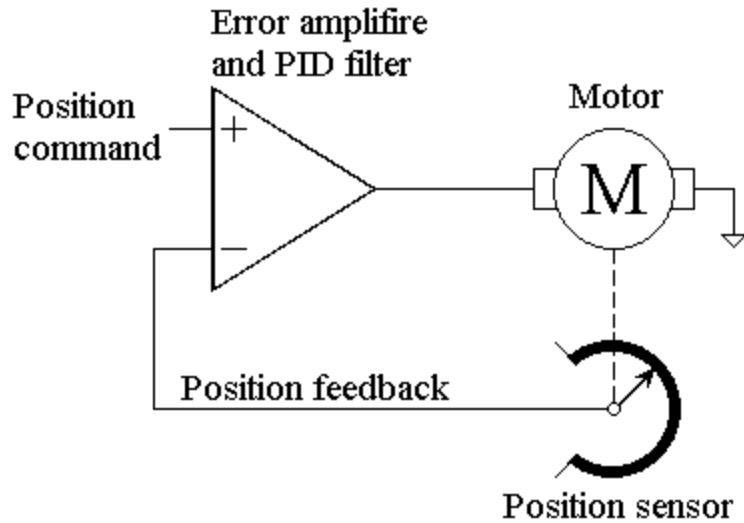 Error amplifire
and PID filter
Position
command
Motor
+
M
−
Position feedback
Position sensor